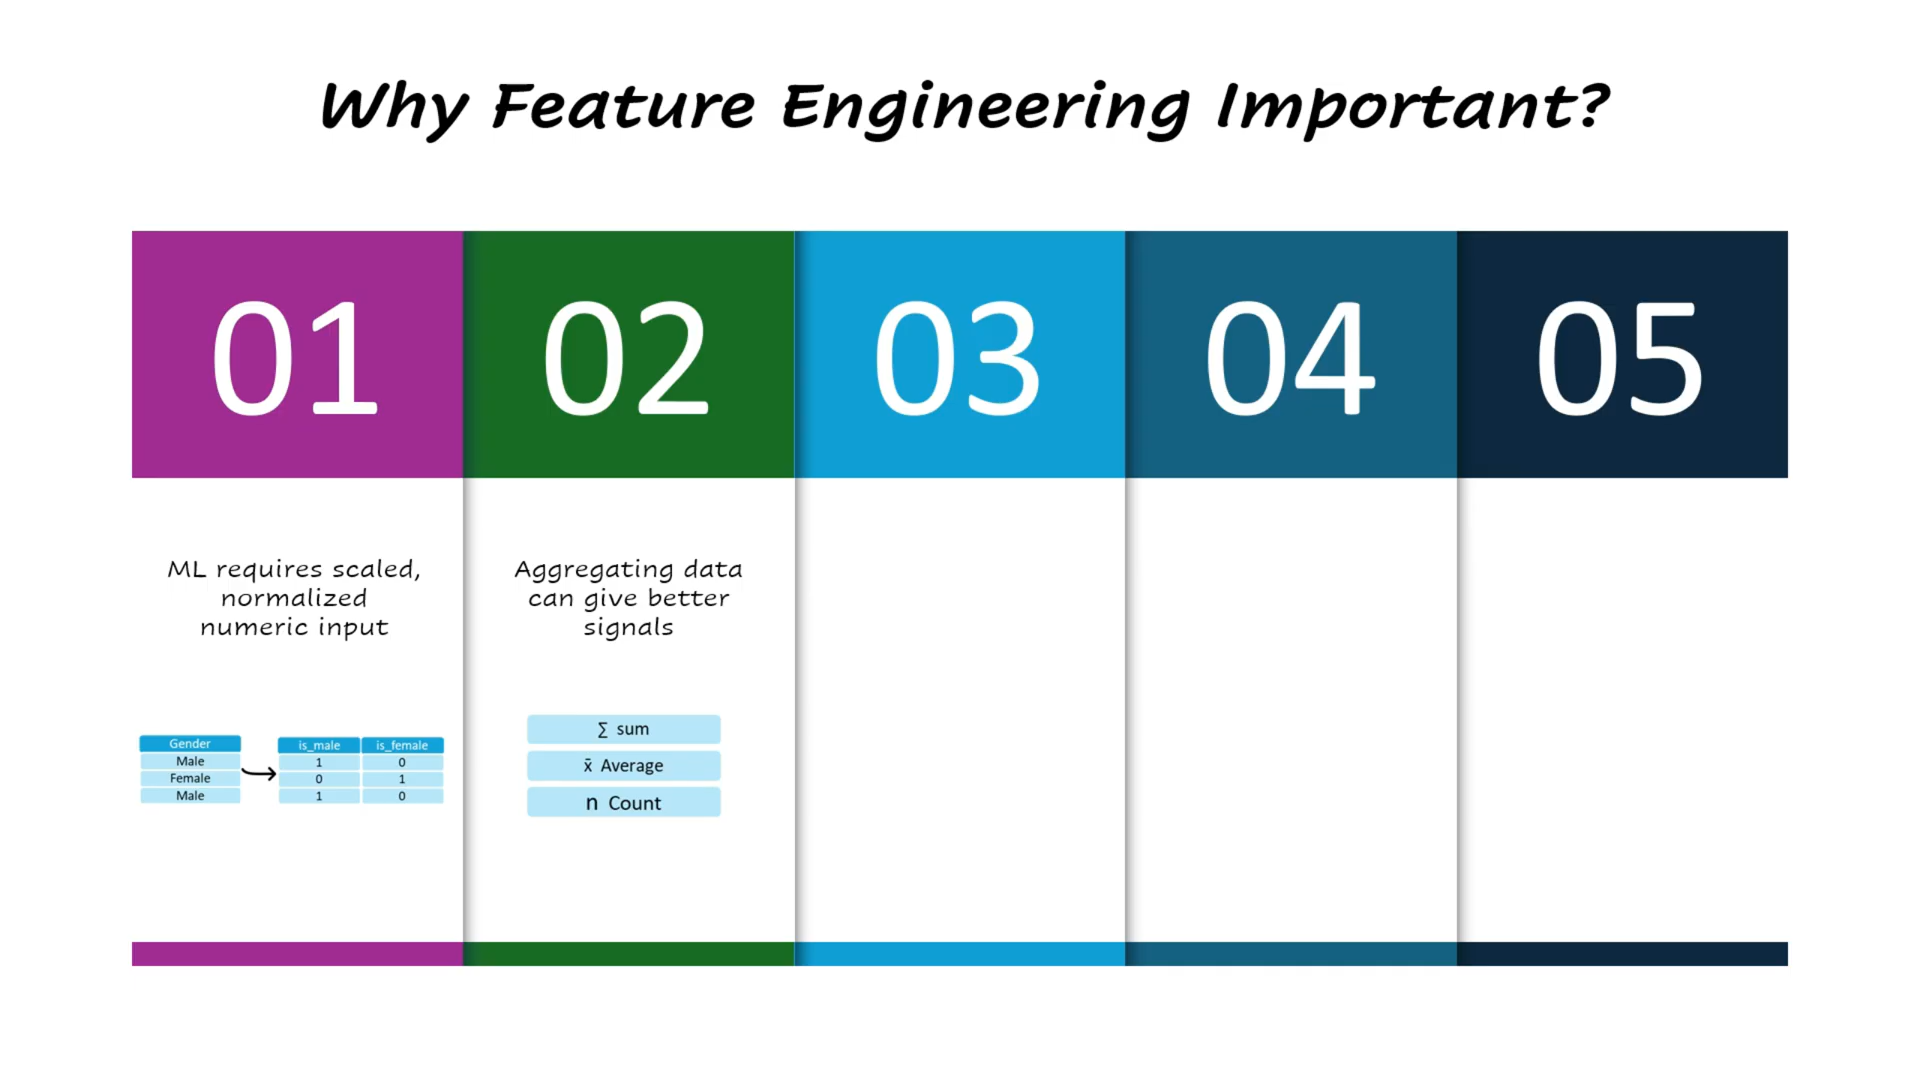 Why Feature Engineering Important?
01
02
03
04
05
ML requires scaled,
normalized
numeric input
Gender
Male
Female
Male
is_male is_female
1 0
0 1
1 0
Aggregating data
can give better
signals
∑ sum
x̄ Average
n Count